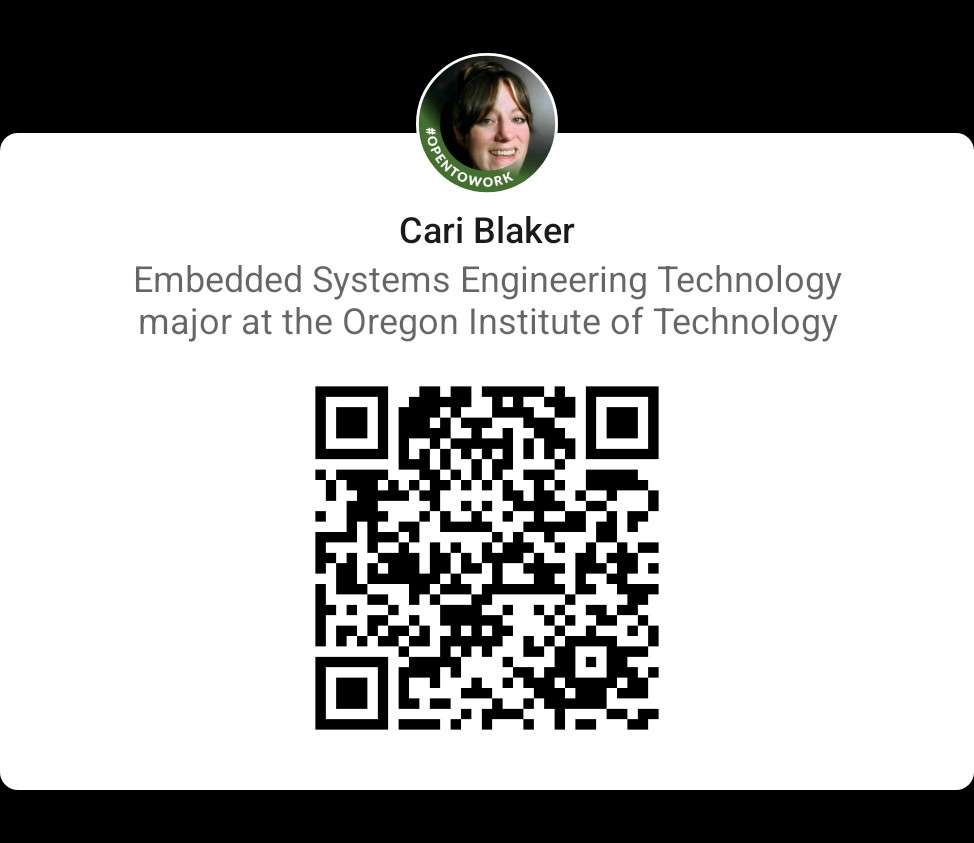 #OPENTOWORK
Cari Blaker
Embedded Systems Engineering Technology
major at the Oregon Institute of Technology